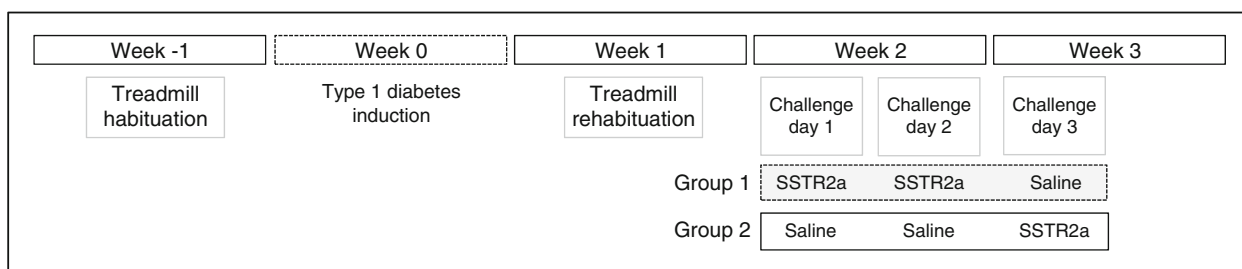 Week -1 Week 0 Week 1 Week 2 Week 3
Treadmill
habituation
Type 1 diabetes
induction
Treadmill
rehabituation
Challenge
day 1
Challenge
day 2
Challenge
day 3
Group 1 SSTR2a SSTR2a Saline
Group 2 Saline Saline SSTR2a